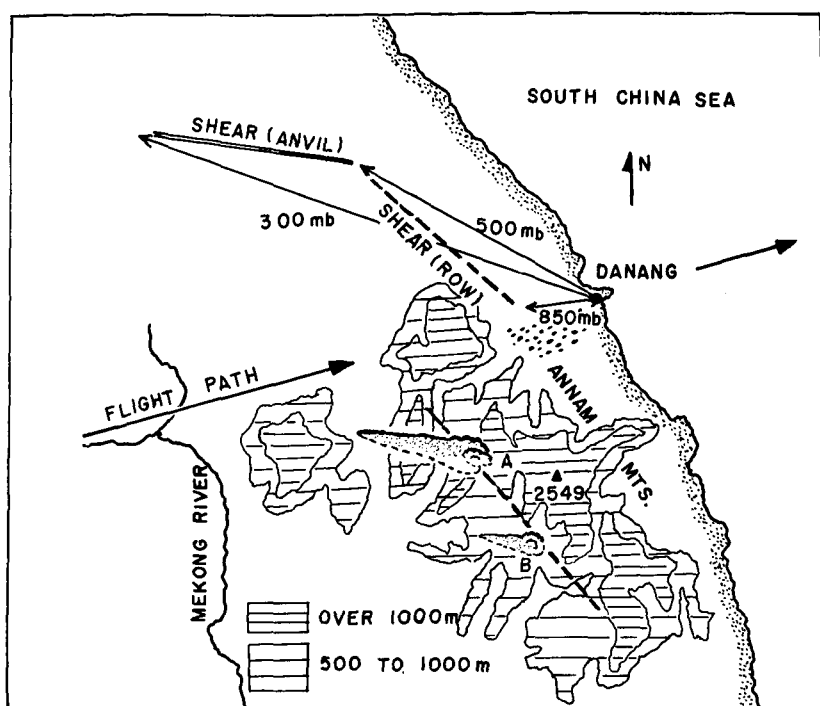 SOUTH CHINA SEA
SHEAR (ANVIL)
N
300 mb
SHEAR (ROW)
500 mb
DANANG
850mb
FLIGHT PATH
ANNAM
MTS.
A
2549
B
MEKONG RIVER
OVER 1000m
500 TO 1000m